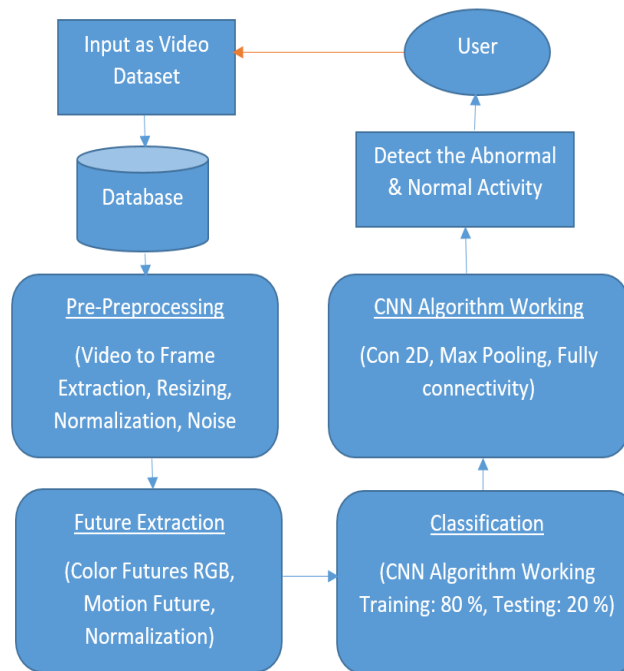 Input as Video
Dataset
User
Database
Detect the Abnormal
& Normal Activity
Pre-Preprocessing
(Video to Frame
Extraction, Resizing,
Normalization, Noise
Future Extraction
(Color Futures RGB,
Motion Future,
Normalization)
Classification
(CNN Algorithm Working
Training: 80 %, Testing: 20 %)
CNN Algorithm Working
(Con 2D, Max Pooling, Fully
connectivity)